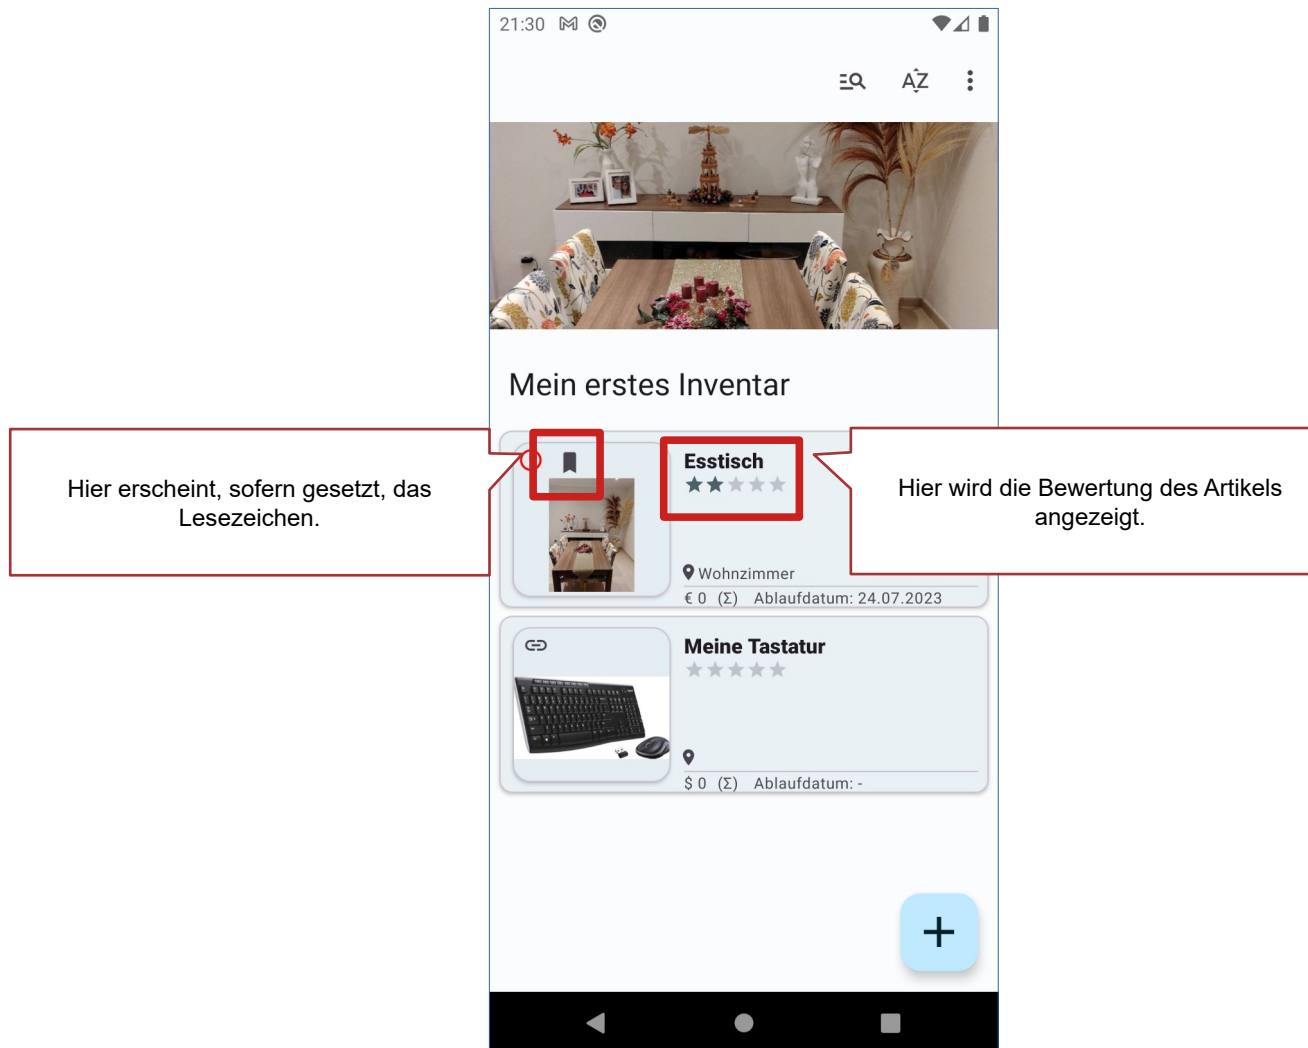 21:30
AZ
Mein erstes Inventar
Hier erscheint, sofern gesetzt, das
Lesezeichen.
Esstisch
Hier wird die Bewertung des Artikels
angezeigt.
Wohnzimmer
€ 0 (Σ) Ablaufdatum: 24.07.2023
Meine Tastatur
$ 0 (Σ) Ablaufdatum: -